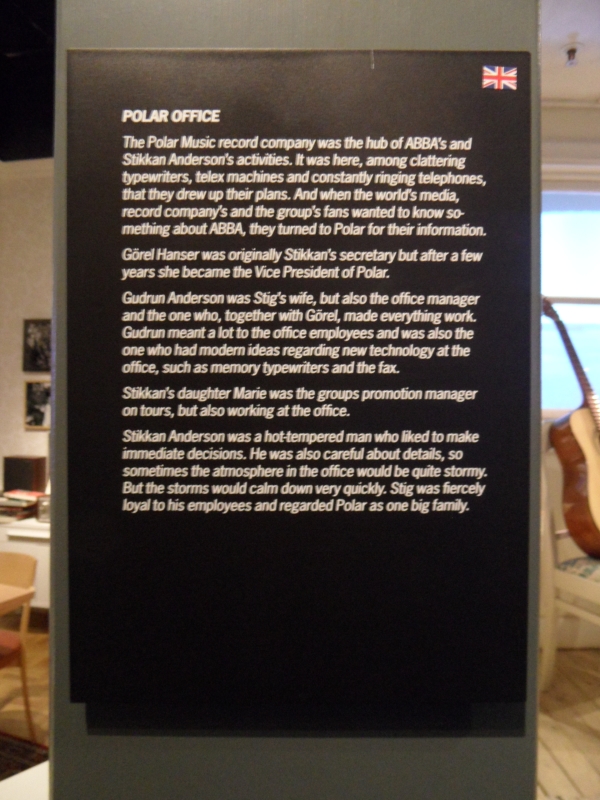 POLAR OFFICE
The Polar Music record company was the hub of ABBA's and
Stikkan Anderson's activities. It was here, among clattering
typewriters, telex machines and constantly ringing telephones,
that they drew up their plans. And when the world's media,
record company's and the group's fans wanted to know so-
mething about ABBA, they turned to Polar for their information.
Görel Hanser was originally Stikkan's secretary but after a few
years she became the Vice President of Polar.
Gudrun Anderson was Stig's wife, but also the office manager
and the one who, together with Görel, made everything work.
Gudrun meant a lot to the office employees and was also the
one who had modern ideas regarding new technology at the
office, such as memory typewriters and the fax.
Stikkan's daughter Marie was the groups promotion manager
on tours, but also working at the office.
Stikkan Anderson was a hot-tempered man who liked to make
immediate decisions. He was also careful about details, so
sometimes the atmosphere in the office would be quite stormy.
But the storms would calm down very quickly. Stig was fiercely
loyal to his employees and regarded Polar as one big family.